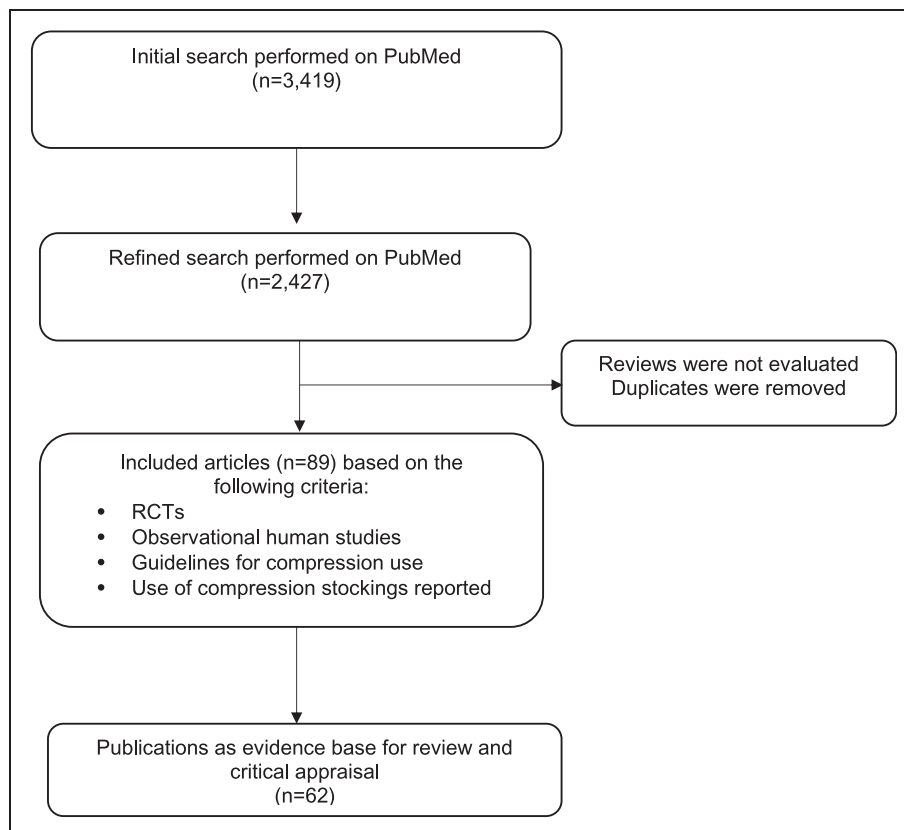 Initial search performed on PubMed
(n=3,419)
Refined search performed on PubMed
(n=2,427)
Reviews were not evaluated
Duplicates were removed
Included articles (n=89) based on the
following criteria:
• RCTs
• Observational human studies
• Guidelines for compression use
• Use of compression stockings reported
Publications as evidence base for review and
critical appraisal
(n=62)